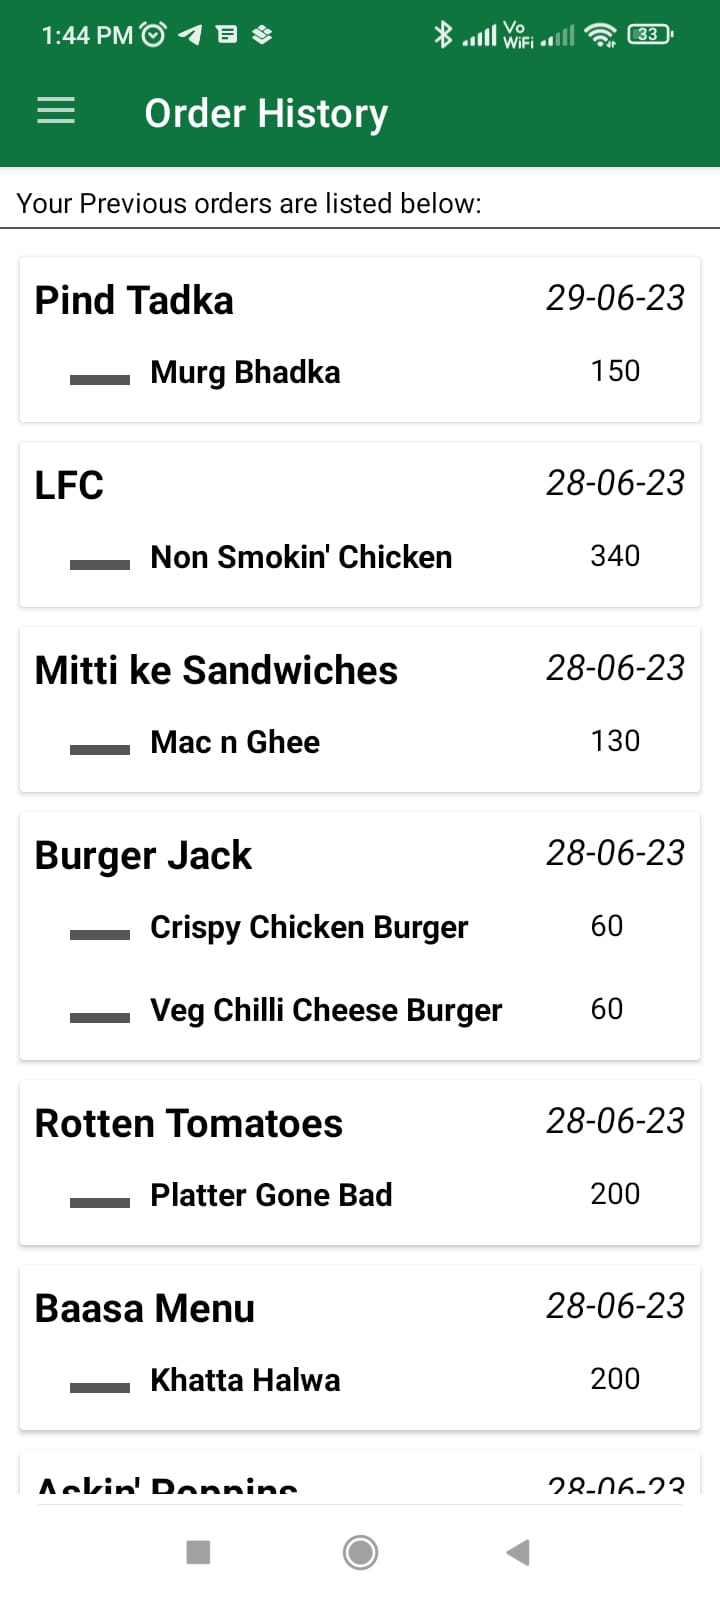 1:44 PM
Vo
WiFi
33
Order History
Your Previous orders are listed below:
Pind Tadka 29-06-23
Murg Bhadka 150
LFC 28-06-23
Non Smokin' Chicken 340
Mitti ke Sandwiches 28-06-23
Mac n Ghee 130
Burger Jack 28-06-23
Crispy Chicken Burger 60
Veg Chilli Cheese Burger 60
Rotten Tomatoes 28-06-23
Platter Gone Bad 200
Baasa Menu 28-06-23
Khatta Halwa 200
Askin' Poppins 28-06-23